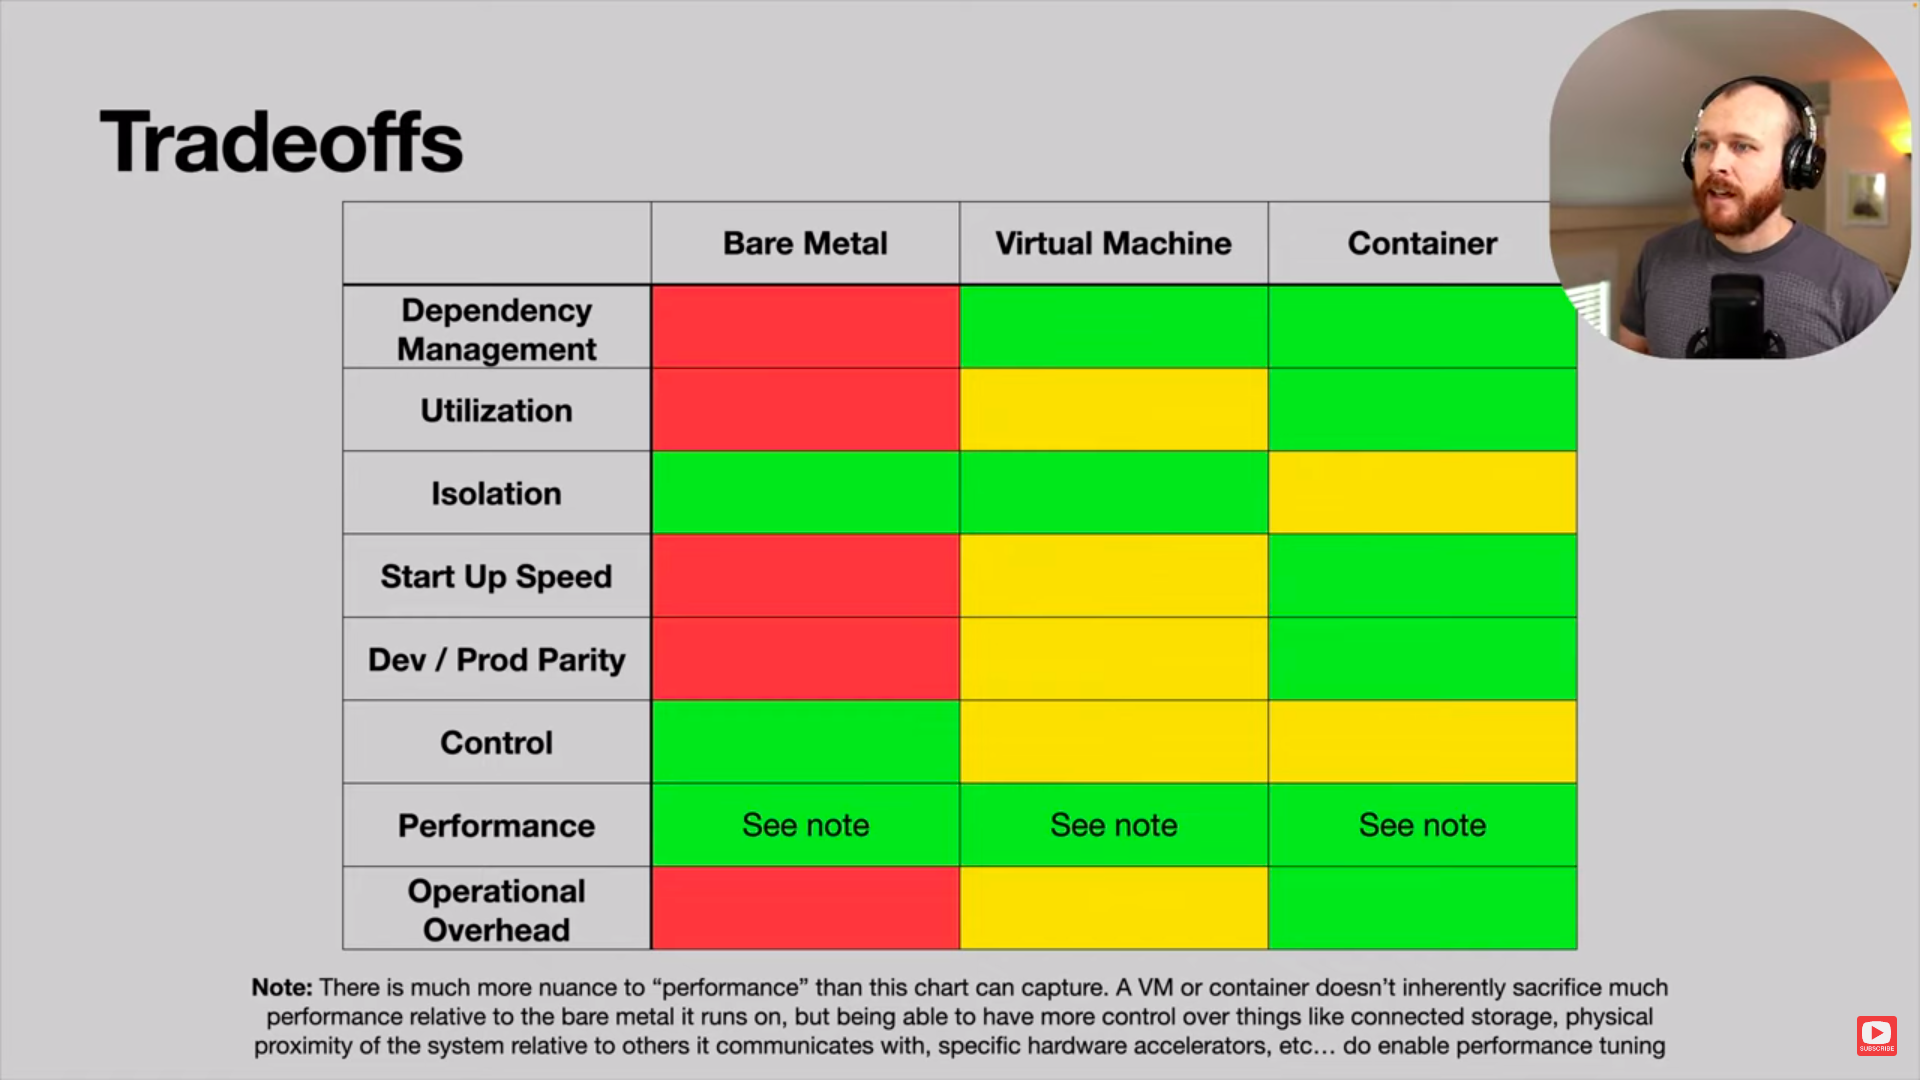 Tradeoffs
Bare Metal Virtual Machine Container
Dependency
Management
Utilization
Isolation
Start Up Speed
Dev / Prod Parity
Control
Performance See note See note See note
Operational
Overhead
Note: There is much more nuance to “performance” than this chart can capture. A VM or container doesn’t inherently sacrifice much
performance relative to the bare metal it runs on, but being able to have more control over things like connected storage, physical
proximity of the system relative to others it communicates with, specific hardware accelerators, etc… do enable performance tuning
SUBSCRIBE